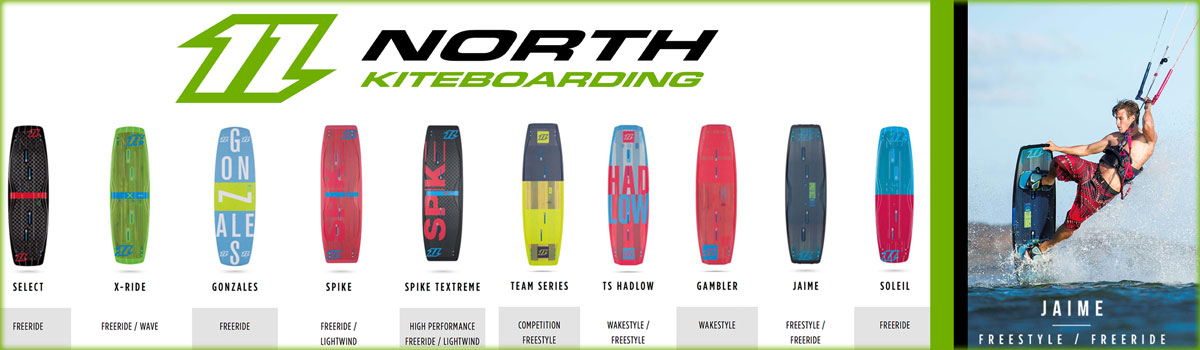 NORTH
KITEBOARDING
GON
Z
ALES
SPIKE
HAD
LOW
SELECT
X-RIDE
GONZALES
SPIKE
SPIKE TEXTREME
TEAM SERIES
TS HADLOW
GAMBLER
JAIME
SOLEIL
FREERIDE
FREERIDE / WAVE
FREERIDE
FREERIDE /
LIGHTWIND
HIGH PERFORMANCE
FREERIDE / LIGHTWIND
COMPETITION
FREESTYLE
WAKESTYLE /
FREESTYLE
WAKESTYLE
FREESTYLE /
FREERIDE
FREERIDE
JAIME
FREESTYLE / FREERIDE